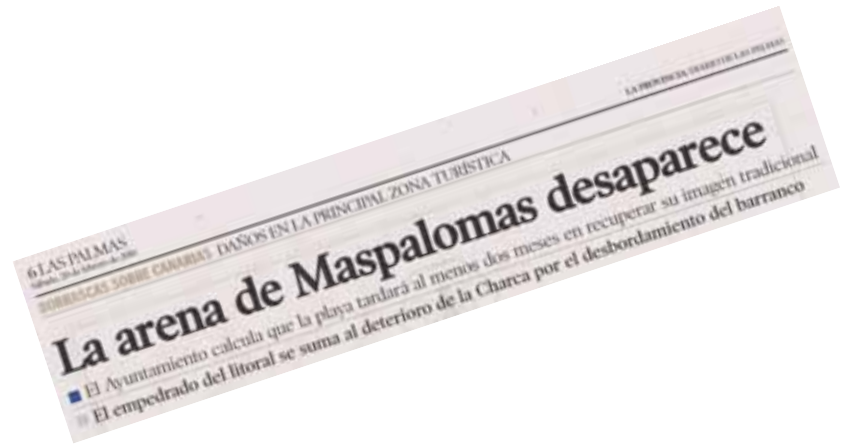 LA PROVINCIA / DIARIO DE LAS PALMAS
6 LAS PALMAS
BORRASCAS SOBRE CANARIAS DAÑOS EN LA PRINCIPAL ZONA TURÍSTICA
La arena de Maspalomas desaparece
El Ayuntamiento calcula que la playa tardará al menos dos meses en recuperar su imagen tradicional
El empedrado del litoral se suma al deterioro de la Charca por el desbordamiento del barranco